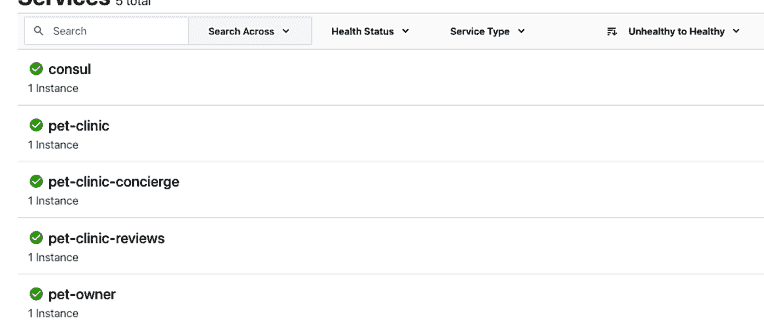 Services 5 total
Search Search Across Health Status Service Type Unhealthy to Healthy
consul
1 Instance
pet-clinic
1 Instance
pet-clinic-concierge
1 Instance
pet-clinic-reviews
1 Instance
pet-owner
1 Instance